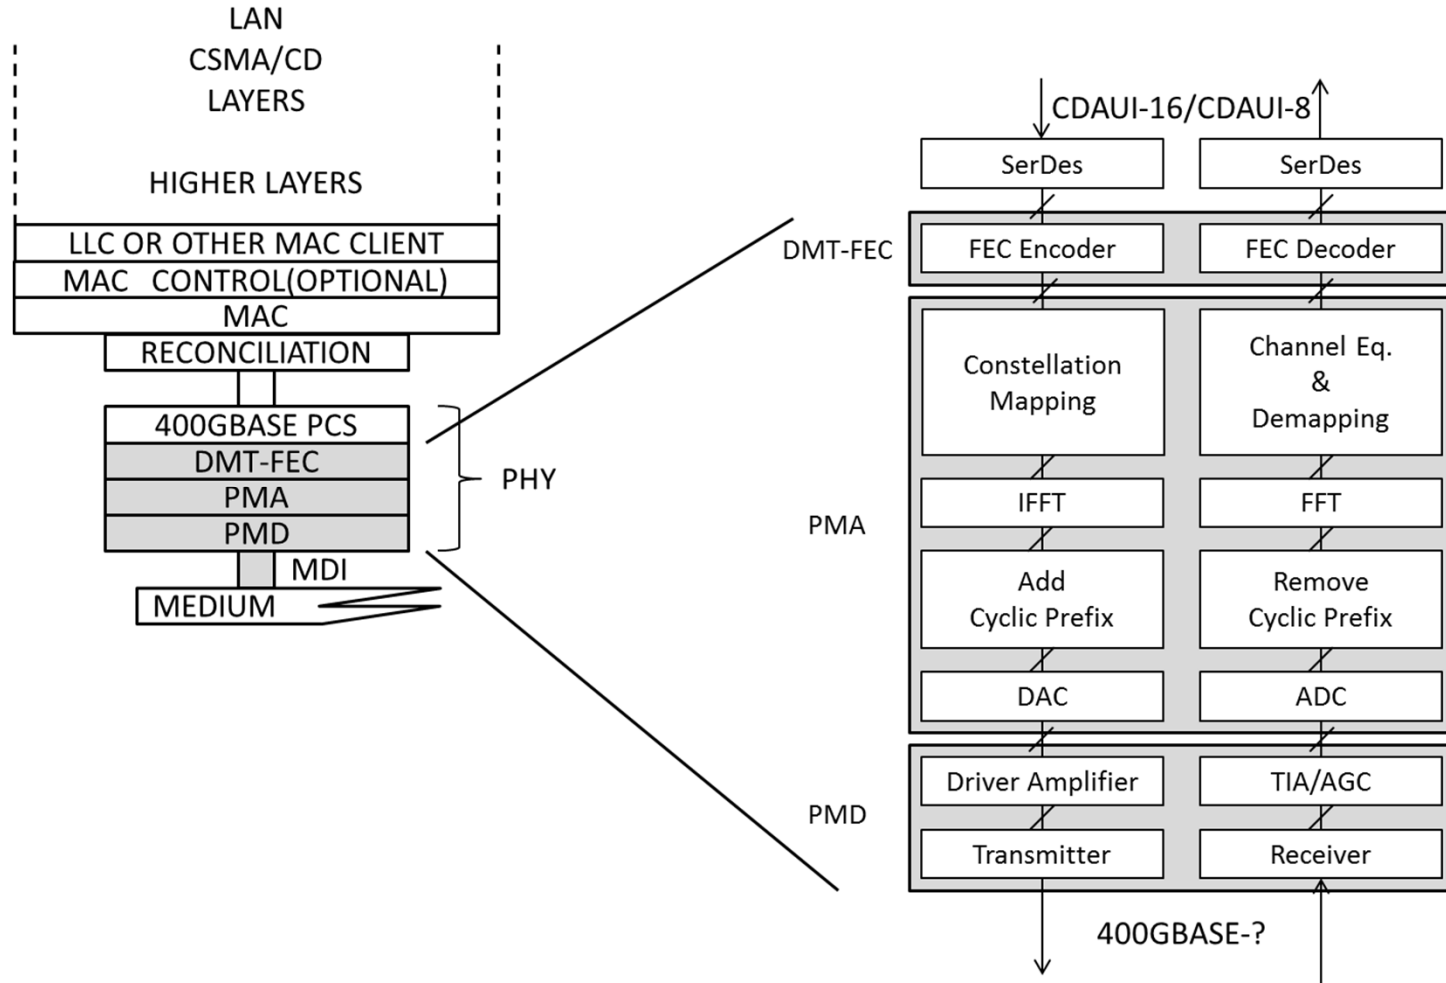 LAN
CSMA/CD
LAYERS
HIGHER LAYERS
LLC OR OTHER MAC CLIENT
MAC CONTROL(OPTIONAL)
MAC
RECONCILIATION
400GBASE PCS
DMT-FEC
PMA
PMD
PHY
MDI
MEDIUM
CDAUI-16/CDAUI-8
SerDes
SerDes
DMT-FEC
FEC Encoder
FEC Decoder
PMA
Constellation
Mapping
Channel Eq.
&
Demapping
IFFT
FFT
Add
Cyclic Prefix
Remove
Cyclic Prefix
DAC
ADC
PMD
Driver Amplifier
TIA/AGC
Transmitter
Receiver
400GBASE-?